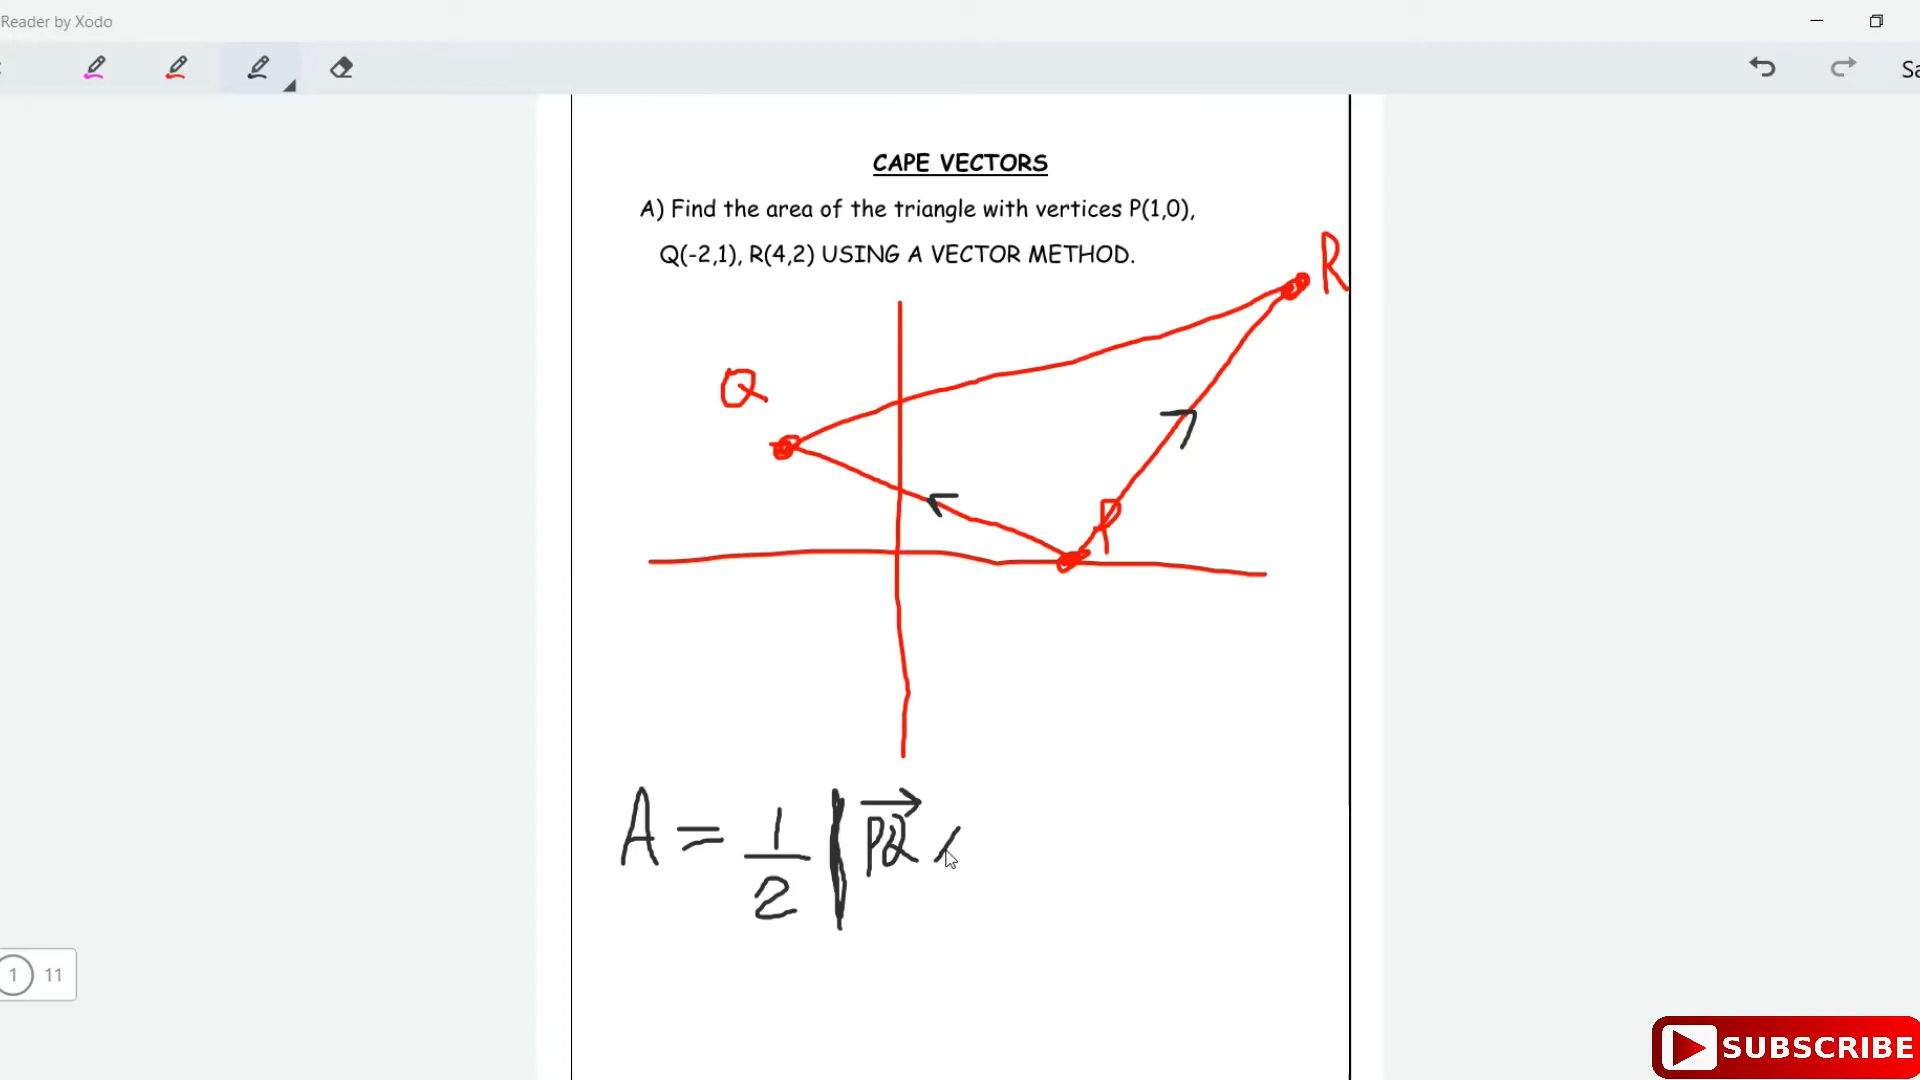 Reader by Xodo
CAPE VECTORS
A) Find the area of the triangle with vertices P(1,0),
Q(-2,1), R(4,2) USING A VECTOR METHOD.
R
Q
P
A = 1/2 | PQ
1 11
SUBSCRIBE